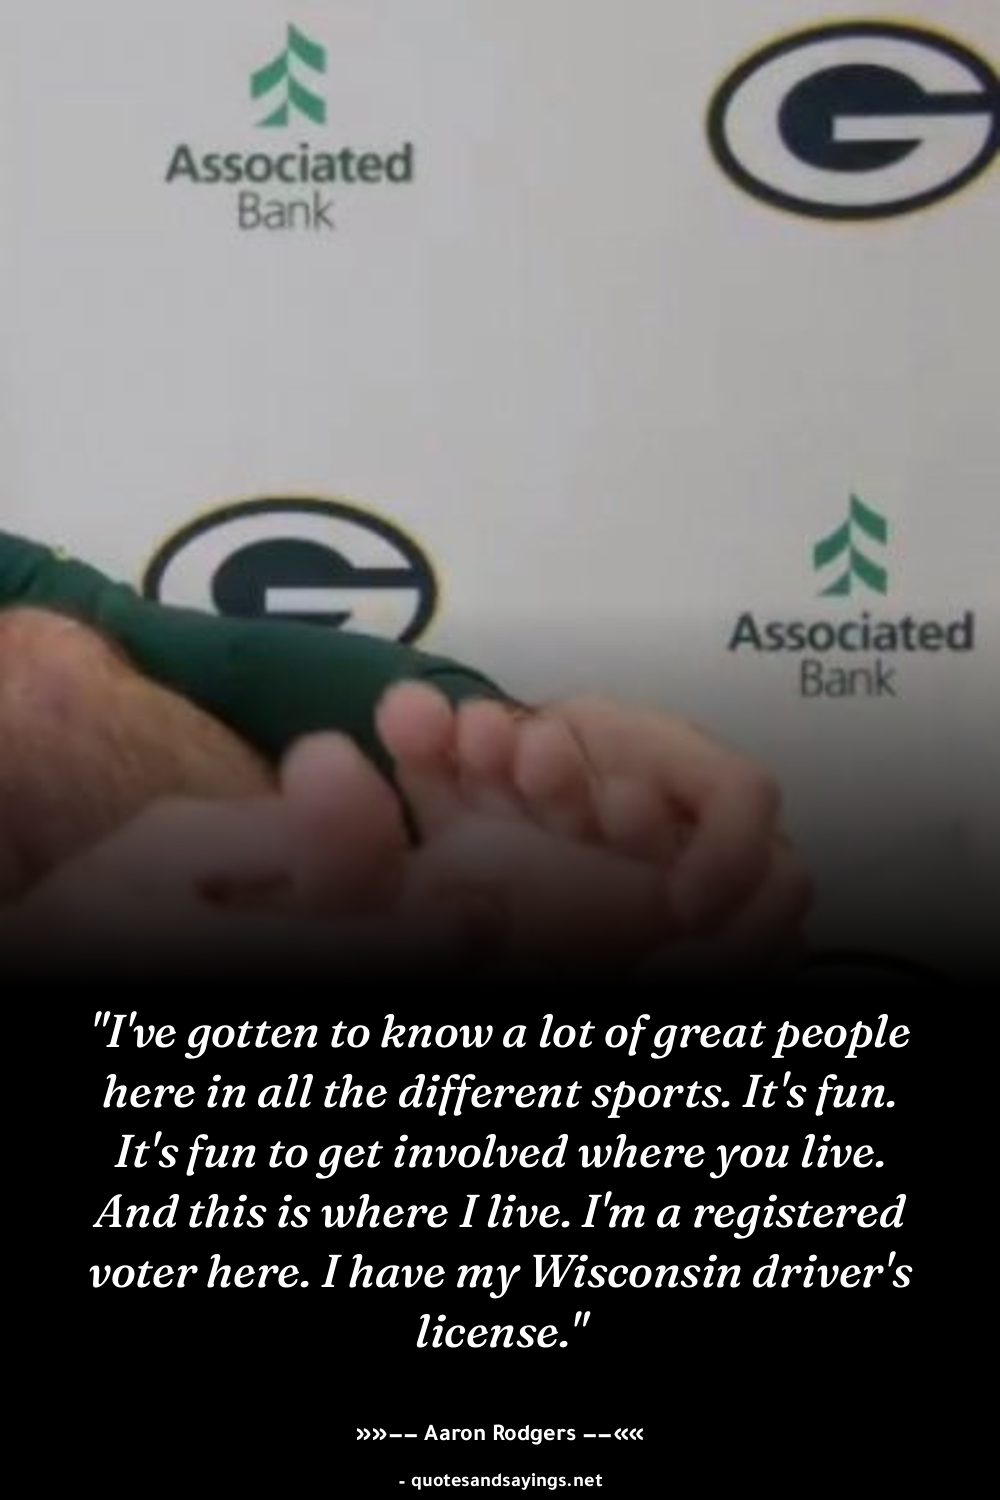 Associated
Bank
G
G
Associated
Bank
"I've gotten to know a lot of great people
here in all the different sports. It's fun.
It's fun to get involved where you live.
And this is where I live. I'm a registered
voter here. I have my Wisconsin driver's
license."
»»−− Aaron Rodgers −−««
- quotesandsayings.net